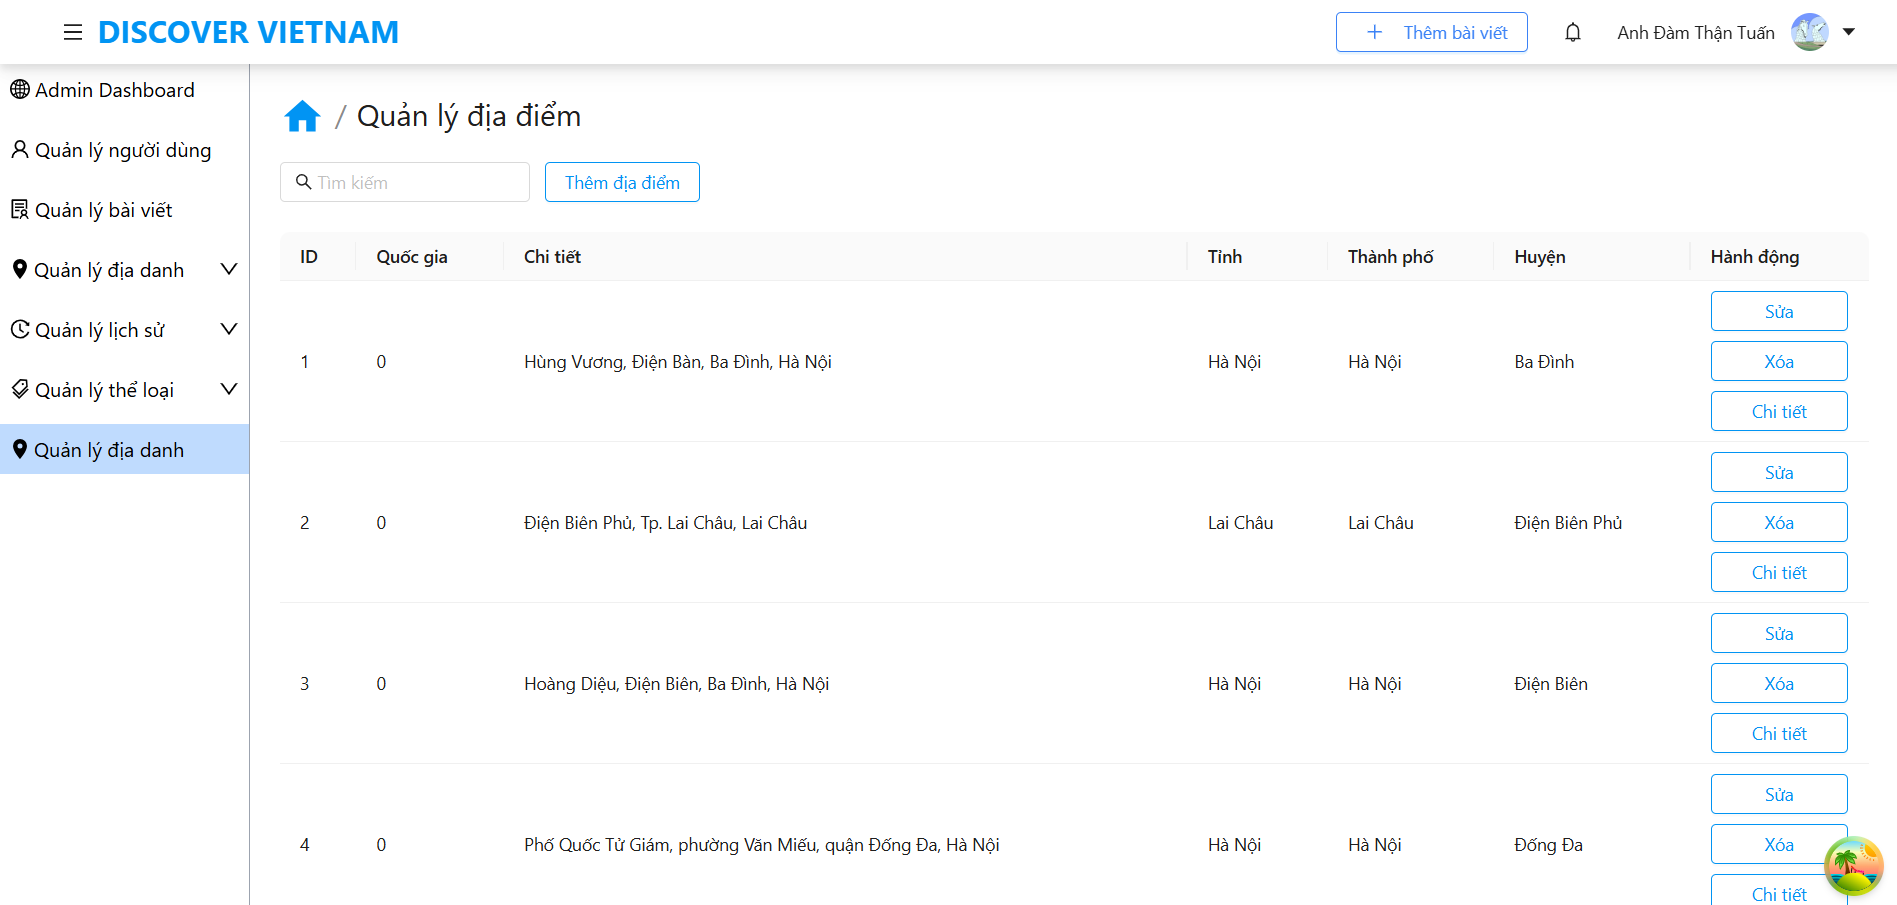 DISCOVER VIETNAM
Thêm bài viết
Anh Đàm Thận Tuấn
Admin Dashboard
Quản lý người dùng
Quản lý bài viết
Quản lý địa danh
Quản lý lịch sử
Quản lý thể loại
Quản lý địa danh
/ Quản lý địa điểm
Tìm kiếm
Thêm địa điểm
ID Quốc gia Chi tiết Tỉnh Thành phố Huyện Hành động
1 0 Hùng Vương, Điện Bàn, Ba Đình, Hà Nội Hà Nội Hà Nội Ba Đình
Sửa
Xóa
Chi tiết
2 0 Điện Biên Phủ, Tp. Lai Châu, Lai Châu Lai Châu Lai Châu Điện Biên Phủ
Sửa
Xóa
Chi tiết
3 0 Hoàng Diệu, Điện Biên, Ba Đình, Hà Nội Hà Nội Hà Nội Điện Biên
Sửa
Xóa
Chi tiết
4 0 Phố Quốc Tử Giám, phường Văn Miếu, quận Đống Đa, Hà Nội Hà Nội Hà Nội Đống Đa
Sửa
Xóa
Chi tiết